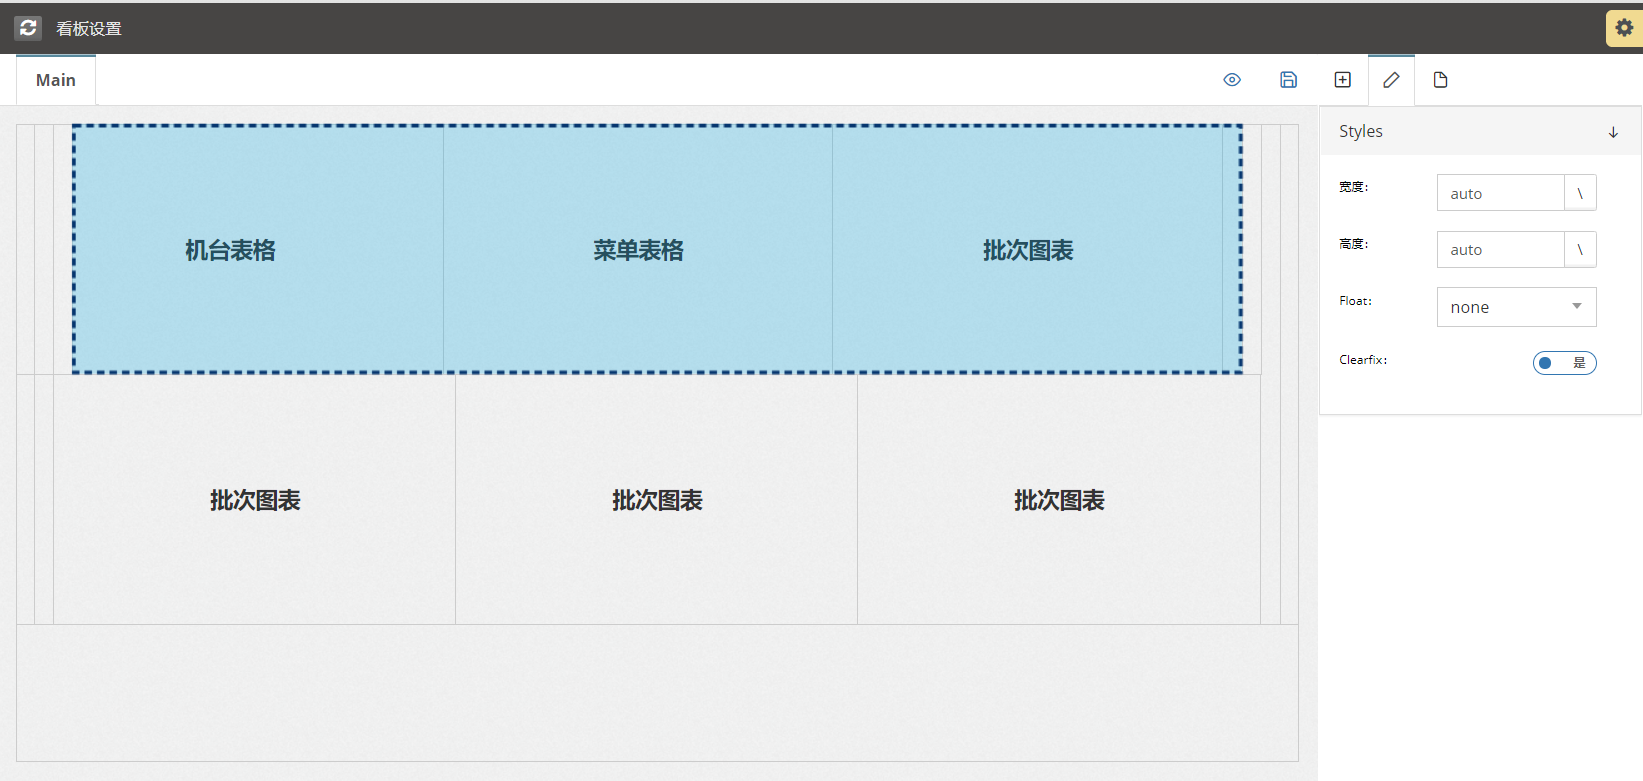 看板设置
Main
Styles
宽度:
auto
\
高度:
auto
\
Float:
none
Clearfix:
是
机台表格
菜单表格
批次图表
批次图表
批次图表
批次图表